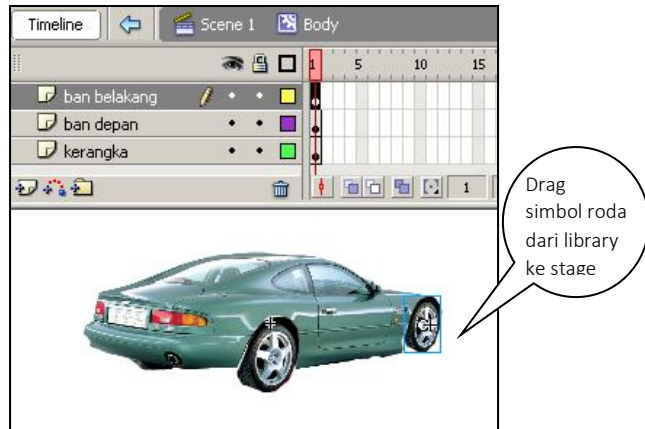 Timeline
Scene 1
Body
1 5 10 15
ban belakang
ban depan
kerangka
1
Drag
simbol roda
dari library
ke stage